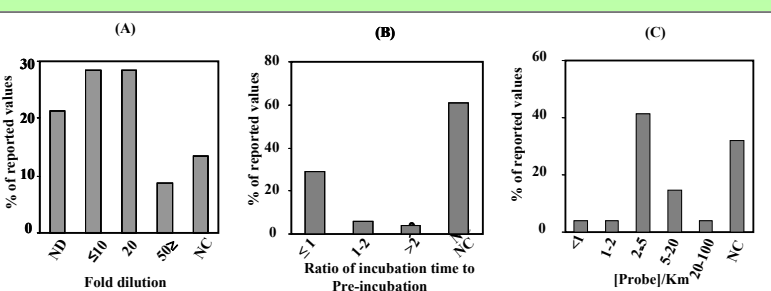 (A)
% of reported values
30
20
10
0
ND
≤10
20
50≥
NC
Fold dilution
(B)
% of reported values
80
60
40
20
0
≤ 1
1-2
>2
NC
Ratio of incubation time to
Pre-incubation
(C)
% of reported values
60
40
20
0
<1
1-2
2-5
5-20
20-100
NC
[Probe]/Km